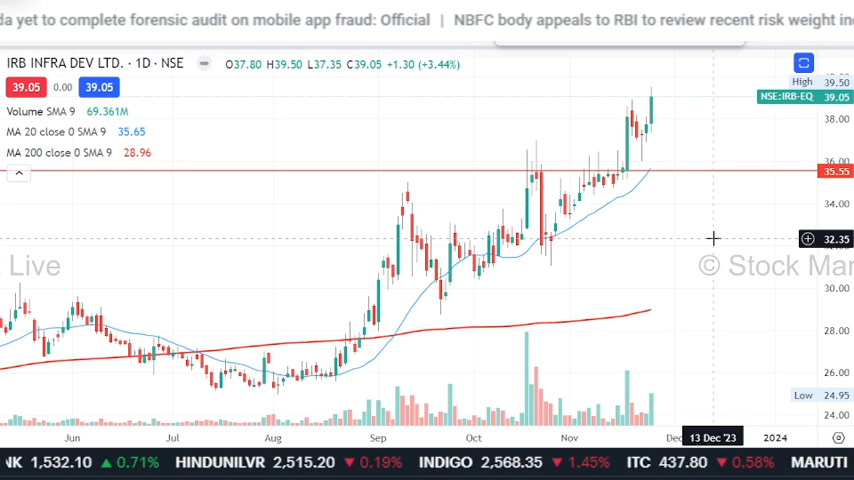 da yet to complete forensic audit on mobile app fraud: Official | NBFC body appeals to RBI to review recent risk weight in
IRB INFRA DEV LTD. · 1D · NSE O37.80 H39.50 L37.35 C39.05 +1.30 (+3.44%)
39.05 0.00 39.05
Volume SMA 9 69.361M
MA 20 close 0 SMA 9 35.65
MA 200 close 0 SMA 9 28.96
High 39.50
NSE:IRB-EQ 39.05
38.00
36.00
35.55
34.00
32.35
Live
© Stock Mar
30.00
28.00
26.00
Low 24.95
24.00
Jun Jul Aug Sep Oct Nov Dec 13 Dec '23 2024
NK 1,532.10 ▲ 0.71% HINDUNILVR 2,515.20 ▼ 0.19% INDIGO 2,568.35 ▼ 1.45% ITC 437.80 ▼ 0.58% MARUTI